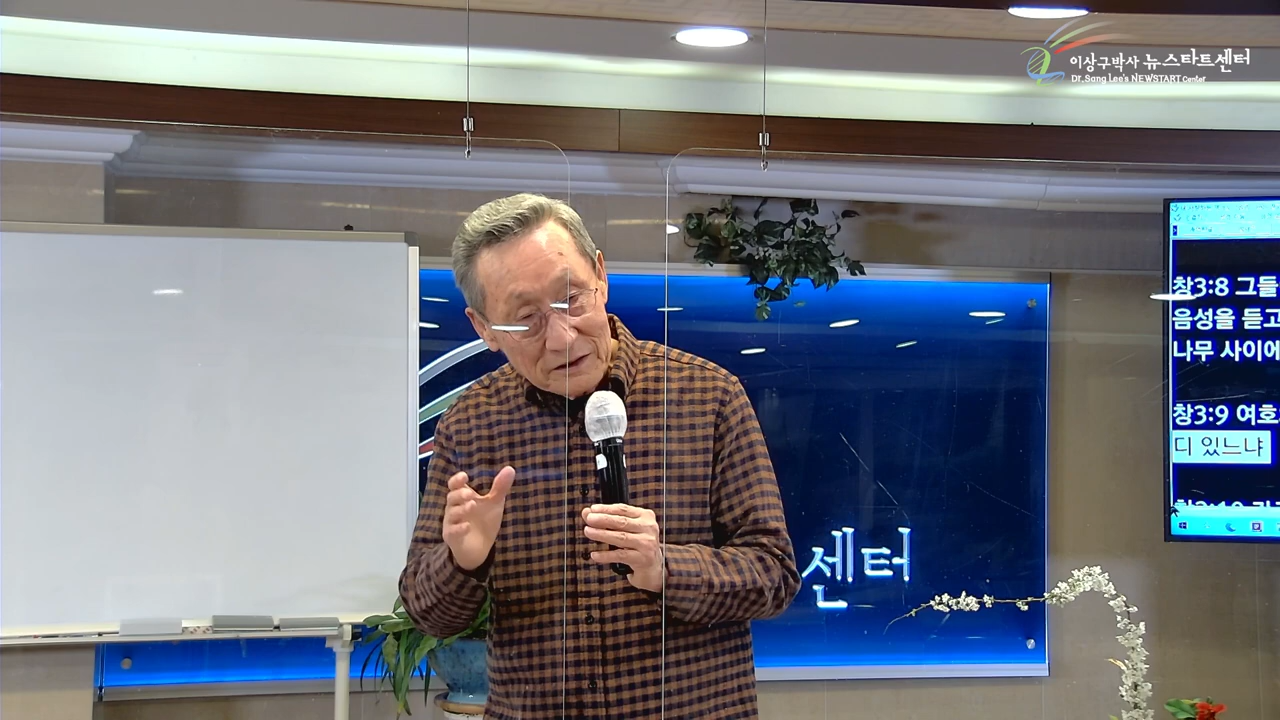 이상구박사 뉴스타트센터
Dr. Sang Lee's NEWSTART Center
창3:8 그들
음성을 듣고
나무 사이에
창3:9 여호
디 있느냐
센터